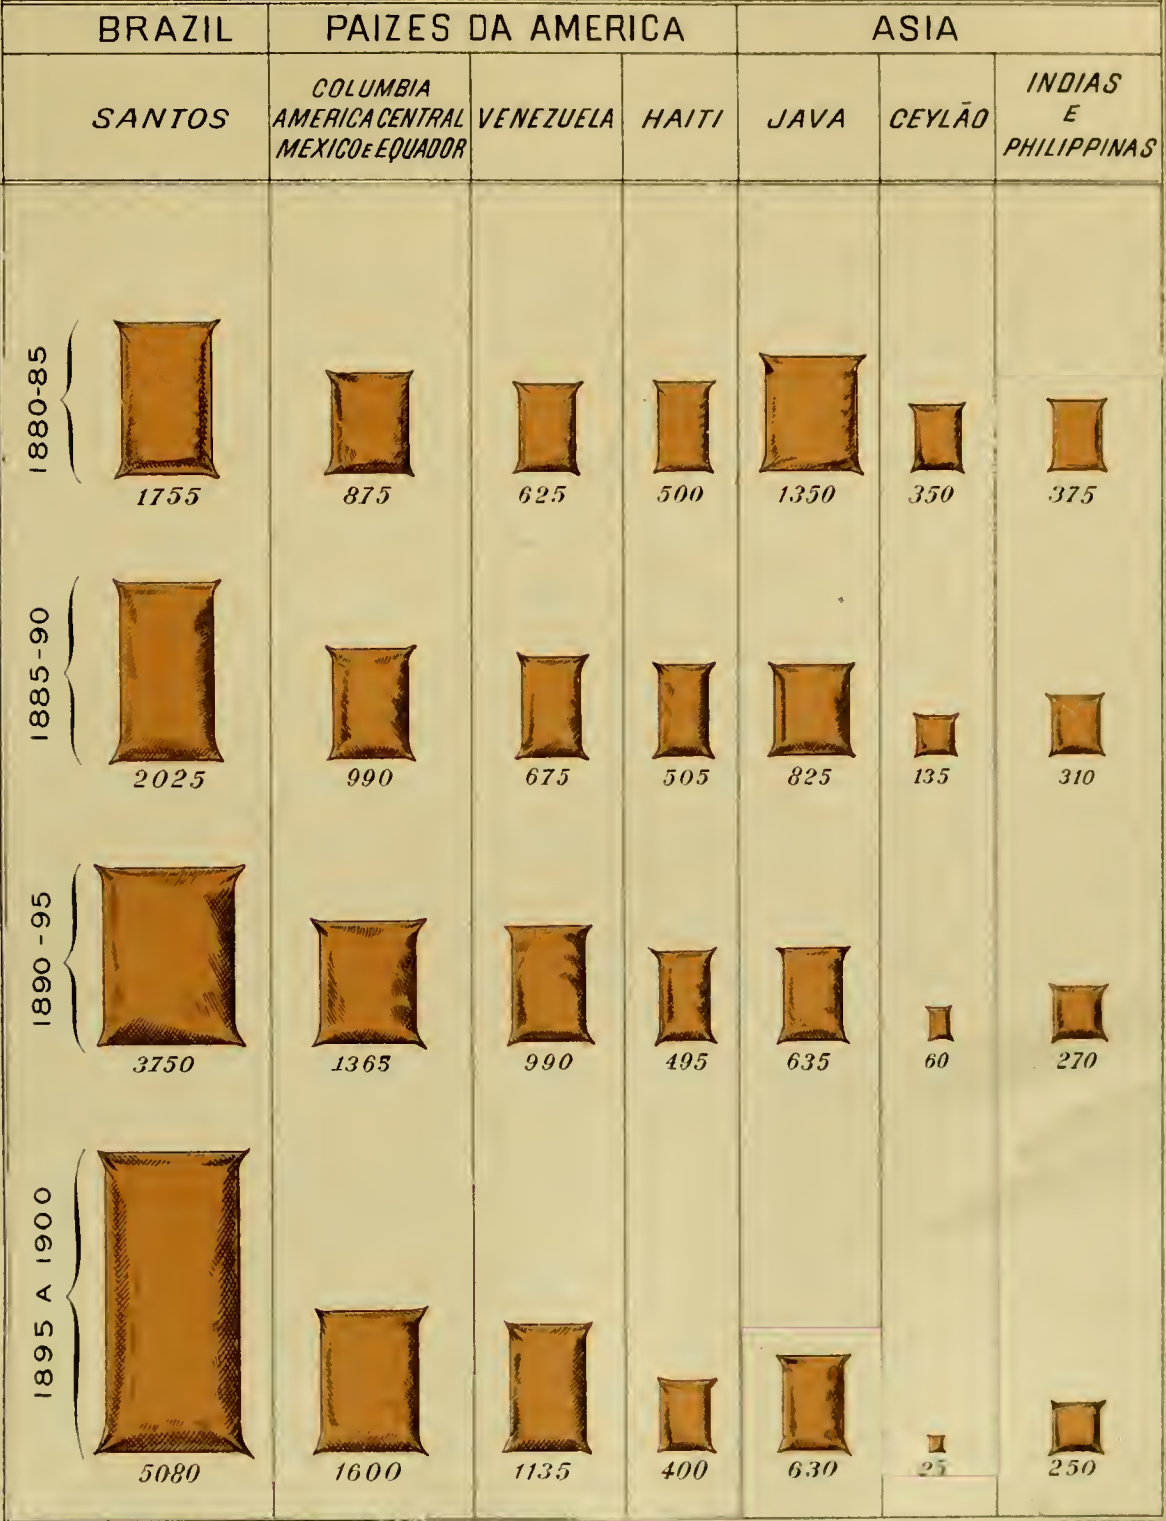 BRAZIL PAIZES DA AMERICA ASIA
SANTOS
COLUMBIA
AMERICA CENTRAL
MEXICO E EQUADOR
VENEZUELA
HAITI
JAVA
CEYLÃO
INDIAS
E
PHILIPPINAS
1880-85
1755 875 625 500 1350 350 375
1885-90
2025 990 675 505 825 135 310
1890-95
3750 1365 990 495 635 60 270
1895 A 1900
5080 1600 1135 400 630 25 250